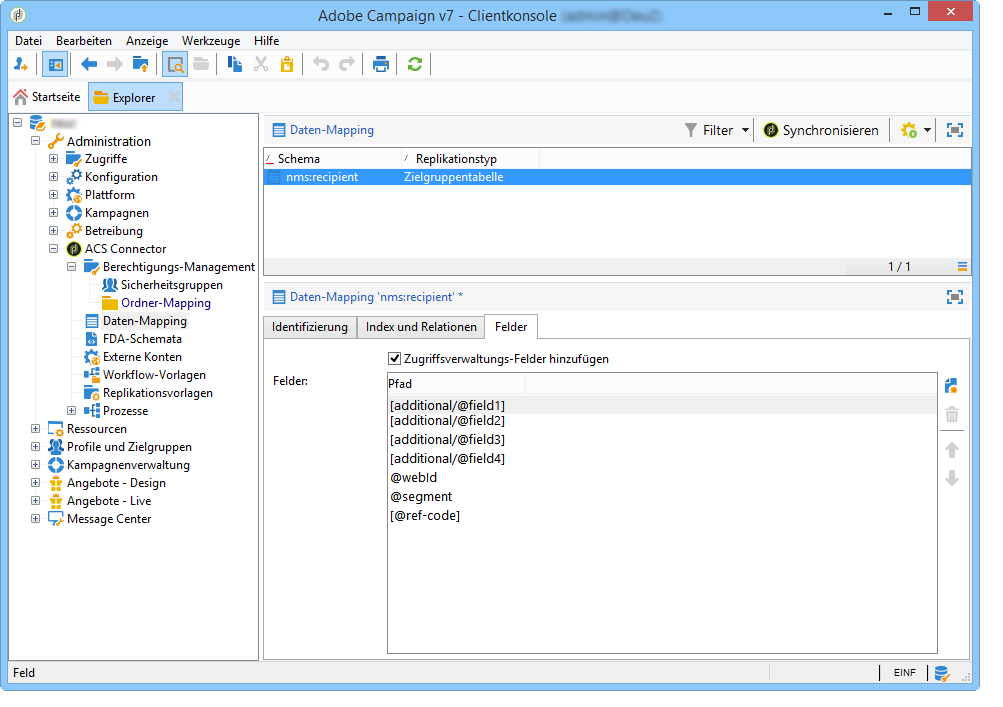 Adobe Campaign v7 - Clientkonsole
Datei Bearbeiten Anzeige Werkzeuge Hilfe
Startseite Explorer
Administration
Zugriffe
Konfiguration
Plattform
Kampagnen
Betreibung
ACS Connector
Berechtigungs-Management
Sicherheitsgruppen
Ordner-Mapping
Daten-Mapping
FDA-Schemata
Externe Konten
Workflow-Vorlagen
Replikationsvorlagen
Prozesse
Ressourcen
Profile und Zielgruppen
Kampagnenverwaltung
Angebote - Design
Angebote - Live
Message Center
Daten-Mapping Filter Synchronisieren
Schema Replikationstyp
nms:recipient Zielgruppentabelle
1 / 1
Daten-Mapping 'nms:recipient' *
Identifizierung Index und Relationen Felder
Zugriffsverwaltungs-Felder hinzufügen
Felder:
Pfad
[additional/@field1]
[additional/@field2]
[additional/@field3]
[additional/@field4]
@webId
@segment
[@ref-code]
Feld EINF